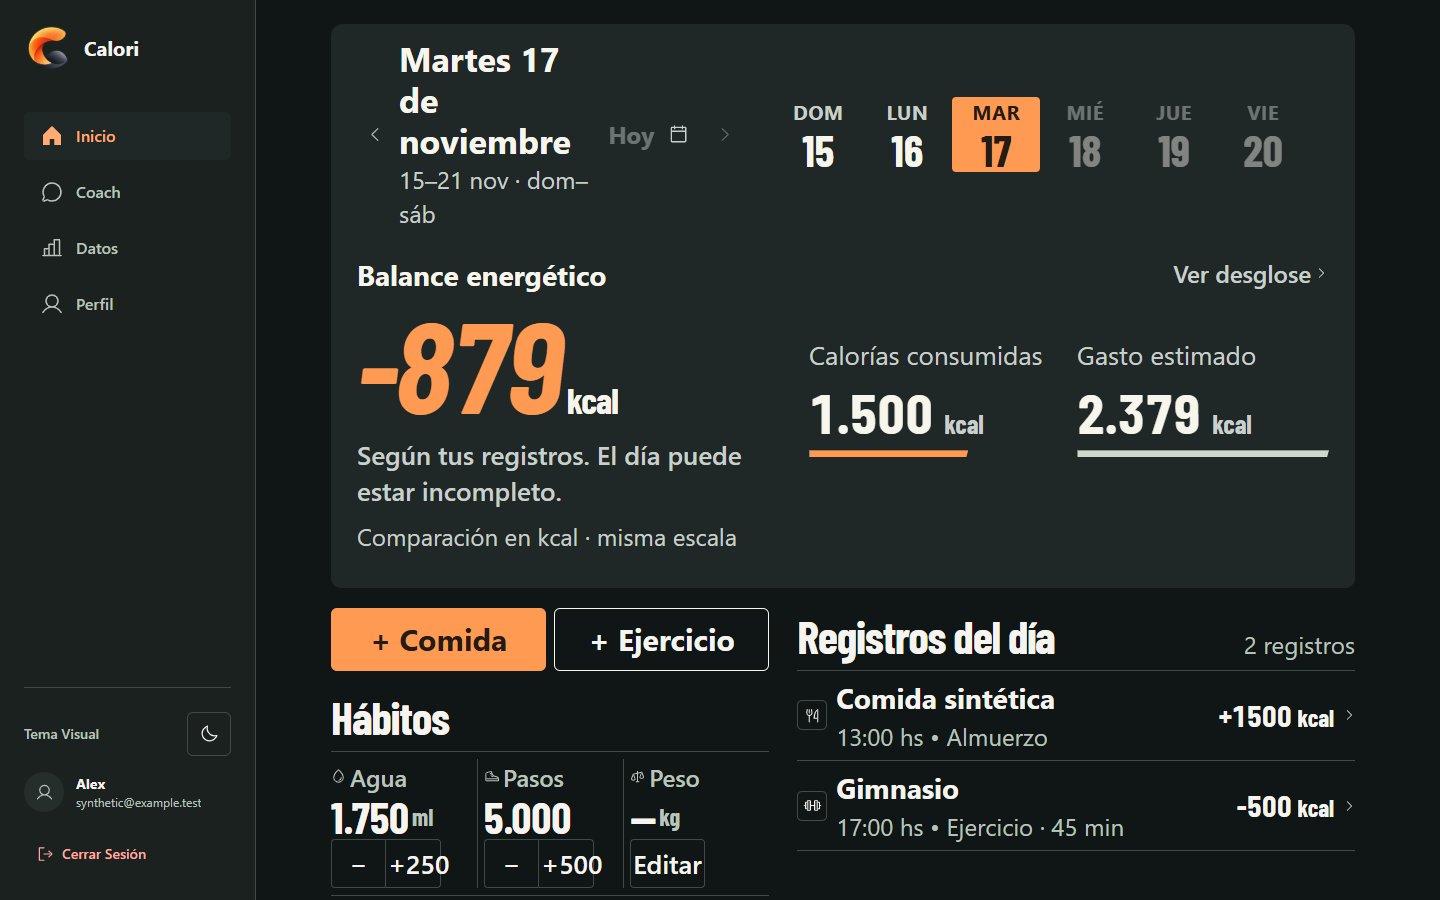 Calori
Inicio
Coach
Datos
Perfil
Tema Visual
Alex
synthetic@example.test
Cerrar Sesión
Martes 17
de
noviembre
15–21 nov · dom–
sáb
Hoy
DOM LUN MAR MIÉ JUE VIE
15 16 17 18 19 20
Balance energético
Ver desglose
-879 kcal
Según tus registros. El día puede
estar incompleto.
Comparación en kcal · misma escala
Calorías consumidas
1.500 kcal
Gasto estimado
2.379 kcal
+ Comida
+ Ejercicio
Hábitos
Agua
1.750 ml
− +250
Pasos
5.000
− +500
Peso
— kg
Editar
Registros del día
2 registros
Comida sintética
13:00 hs • Almuerzo
+1500 kcal
Gimnasio
17:00 hs • Ejercicio · 45 min
-500 kcal